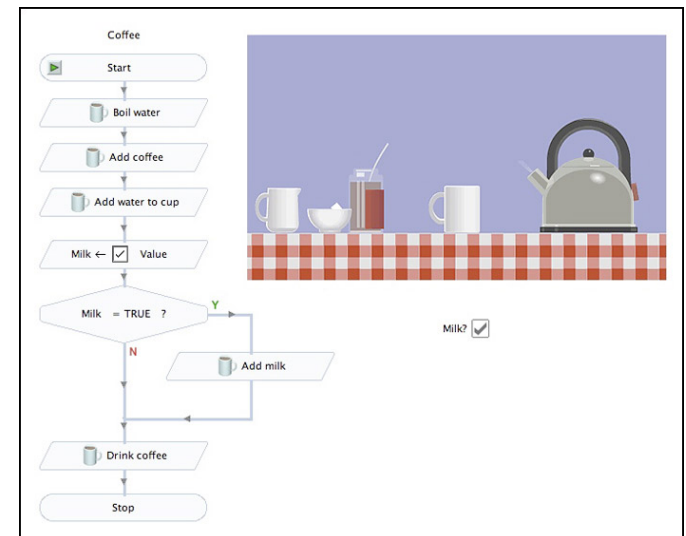 Coffee
Start
Boil water
Add coffee
Add water to cup
Milk ← Value
Milk = TRUE ?
Y
N
Add milk
Drink coffee
Stop
Milk?